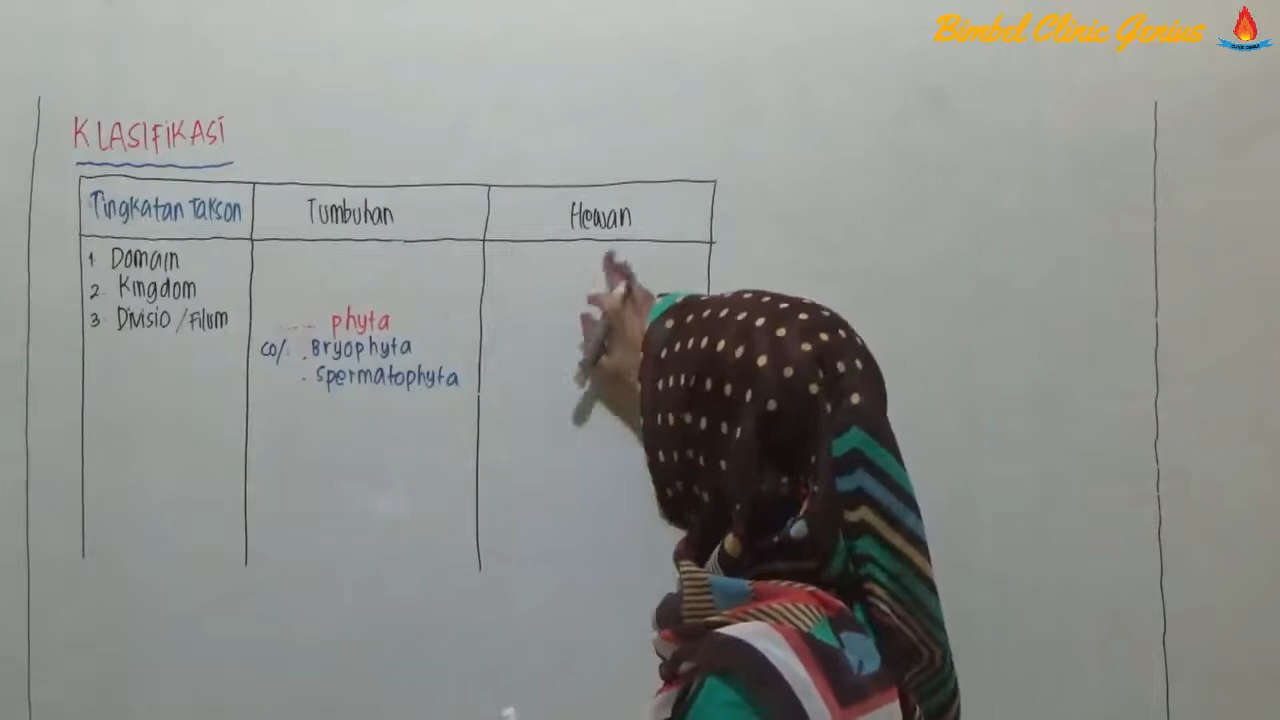 Bimbel Clinic Genius
KLASIFIKASI
Tingkatan Takson Tumbuhan Hewan
1. Domain
2. Kingdom
3. Divisio / Filum
--- phyta
co/. . Bryophyta
. Spermatophyta